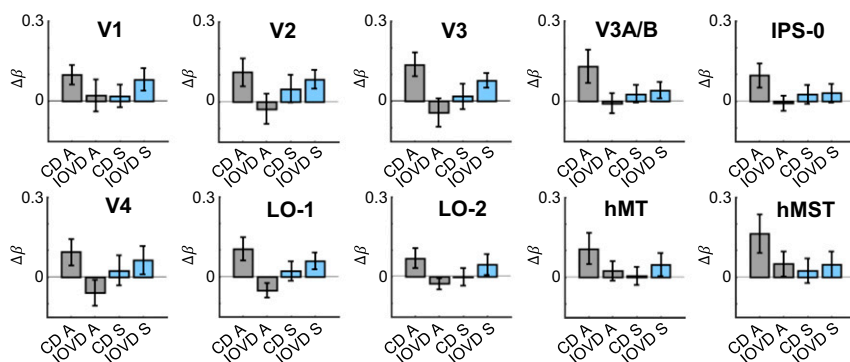 V1 V2 V3 V3A/B IPS-0
0.3 0.3 0.3 0.3 0.3
Δβ Δβ Δβ Δβ Δβ
0 0 0 0 0
CD A IOVD A CD S IOVD S CD A IOVD A CD S IOVD S CD A IOVD A CD S IOVD S CD A IOVD A CD S IOVD S CD A IOVD A CD S IOVD S
V4 LO-1 LO-2 hMT hMST
0.3 0.3 0.3 0.3 0.3
Δβ Δβ Δβ Δβ Δβ
0 0 0 0 0
CD A IOVD A CD S IOVD S CD A IOVD A CD S IOVD S CD A IOVD A CD S IOVD S CD A IOVD A CD S IOVD S CD A IOVD A CD S IOVD S